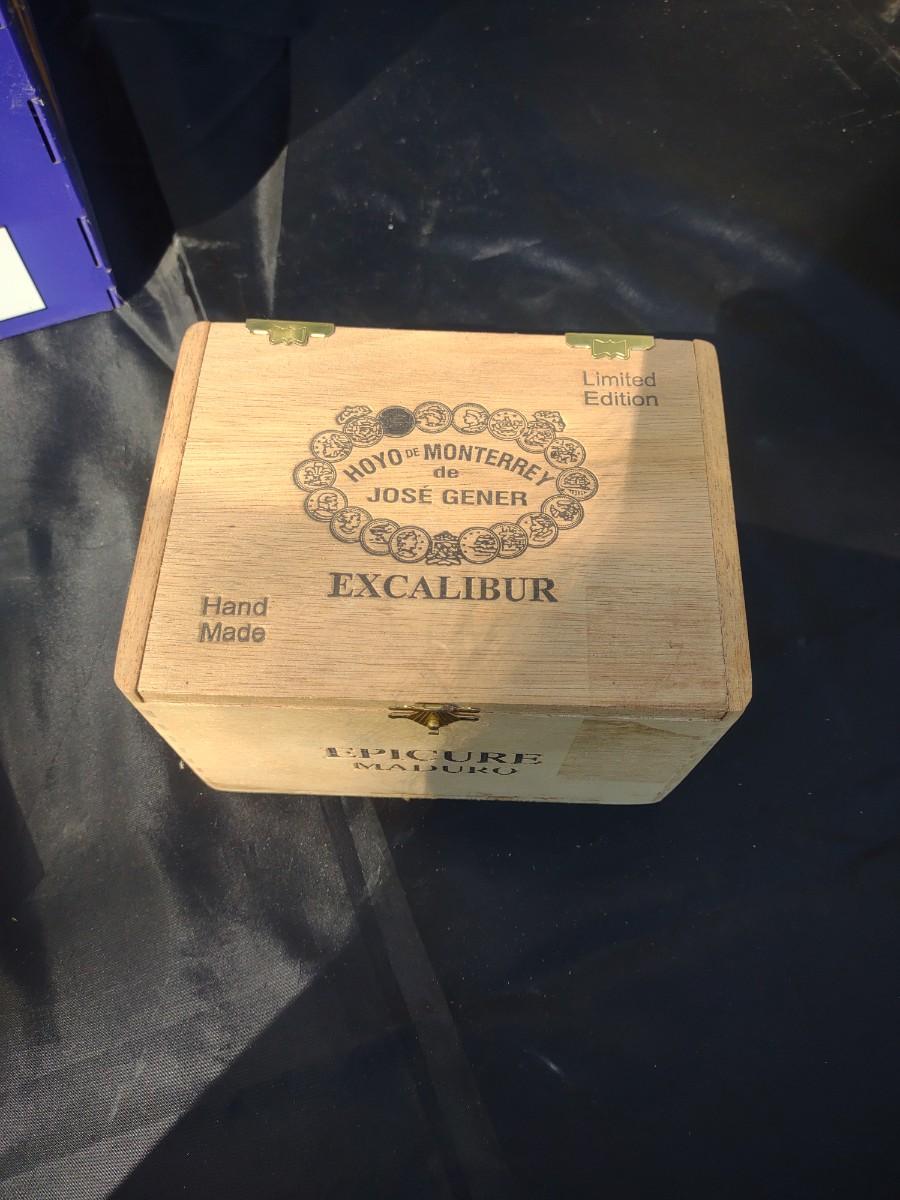 Limited
Edition
HOYO DE MONTERREY
de
JOSÉ GENER
EXCALIBUR
Hand
Made
EPICURE
MADURO